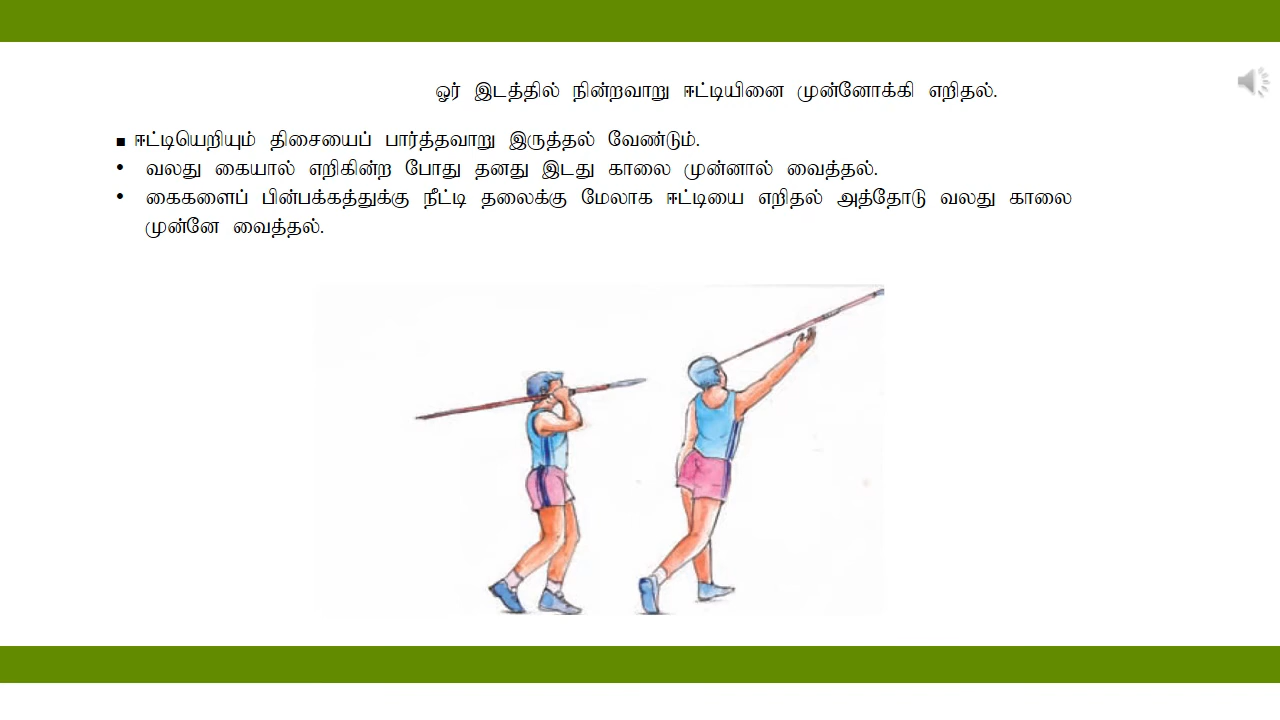 ஓர் இடத்தில் நின்றவாறு ஈட்டியினை முன்னோக்கி எறிதல்.
▪ ஈட்டியெறியும் திசையைப் பார்த்தவாறு இருத்தல் வேண்டும்.
• வலது கையால் எறிகின்ற போது தனது இடது காலை முன்னால் வைத்தல்.
• கைகளைப் பின்பக்கத்துக்கு நீட்டி தலைக்கு மேலாக ஈட்டியை எறிதல் அத்தோடு வலது காலை
முன்னே வைத்தல்.